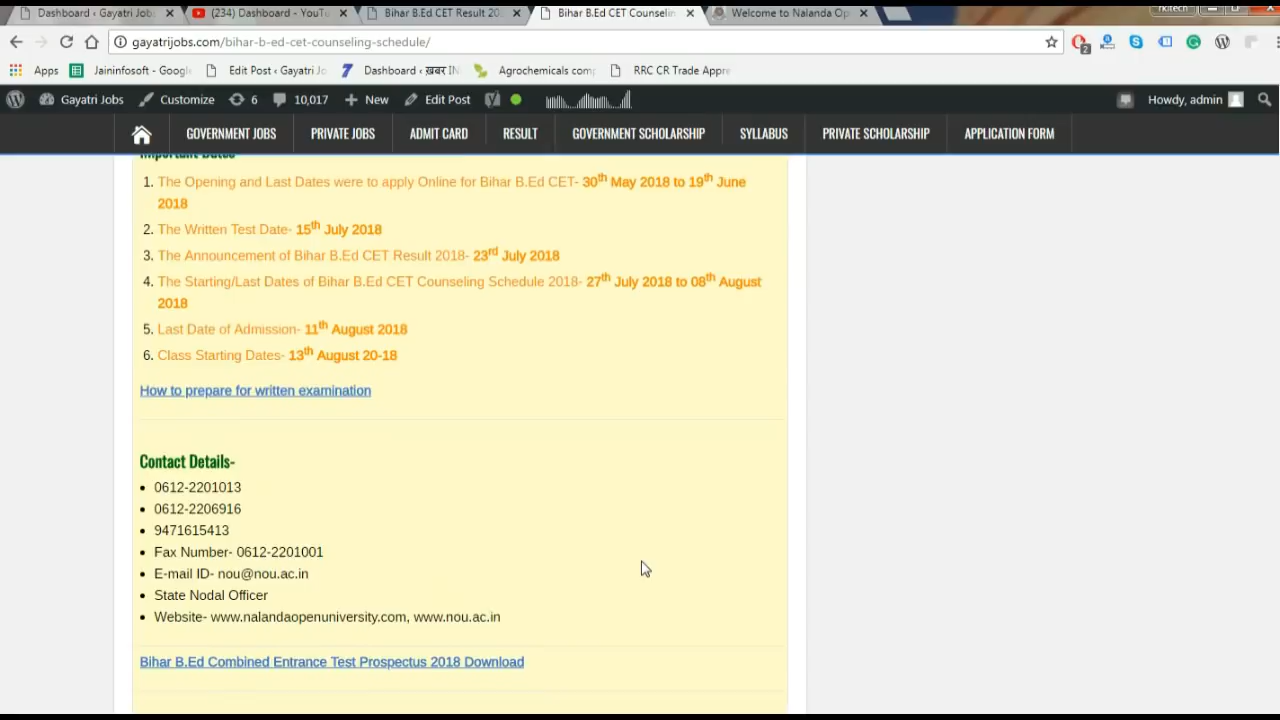 Dashboard ‹ Gayatri Jobs
(234) Dashboard - YouTu
Bihar B.Ed CET Result 20
Bihar B.Ed CET Counselin
Welcome to Nalanda Op
gayatrijobs.com/bihar-b-ed-cet-counseling-schedule/
Apps Jaininfosoft - Google Edit Post ‹ Gayatri Jo Dashboard ‹ ख़बर IN Agrochemicals comp RRC CR Trade Appre
Gayatri Jobs Customize 6 10,017 New Edit Post Howdy, admin
GOVERNMENT JOBS PRIVATE JOBS ADMIT CARD RESULT GOVERNMENT SCHOLARSHIP SYLLABUS PRIVATE SCHOLARSHIP APPLICATION FORM
Important Dates-
1. The Opening and Last Dates were to apply Online for Bihar B.Ed CET- 30th May 2018 to 19th June
2018
2. The Written Test Date- 15th July 2018
3. The Announcement of Bihar B.Ed CET Result 2018- 23rd July 2018
4. The Starting/Last Dates of Bihar B.Ed CET Counseling Schedule 2018- 27th July 2018 to 08th August
2018
5. Last Date of Admission- 11th August 2018
6. Class Starting Dates- 13th August 20-18
How to prepare for written examination
Contact Details-
• 0612-2201013
• 0612-2206916
• 9471615413
• Fax Number- 0612-2201001
• E-mail ID- nou@nou.ac.in
• State Nodal Officer
• Website- www.nalandaopenuniversity.com, www.nou.ac.in
Bihar B.Ed Combined Entrance Test Prospectus 2018 Download